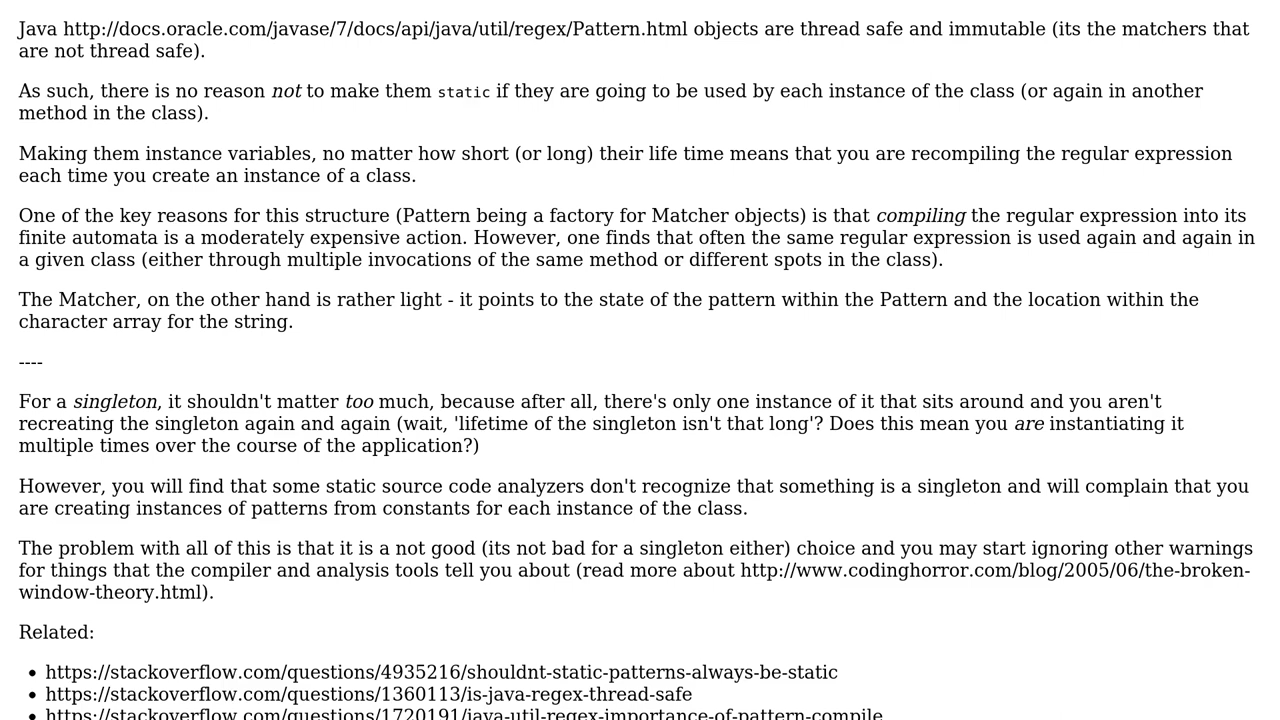 Java http://docs.oracle.com/javase/7/docs/api/java/util/regex/Pattern.html objects are thread safe and immutable (its the matchers that
are not thread safe).
As such, there is no reason not to make them static if they are going to be used by each instance of the class (or again in another
method in the class).
Making them instance variables, no matter how short (or long) their life time means that you are recompiling the regular expression
each time you create an instance of a class.
One of the key reasons for this structure (Pattern being a factory for Matcher objects) is that compiling the regular expression into its
finite automata is a moderately expensive action. However, one finds that often the same regular expression is used again and again in
a given class (either through multiple invocations of the same method or different spots in the class).
The Matcher, on the other hand is rather light - it points to the state of the pattern within the Pattern and the location within the
character array for the string.
----
For a singleton, it shouldn't matter too much, because after all, there's only one instance of it that sits around and you aren't
recreating the singleton again and again (wait, 'lifetime of the singleton isn't that long'? Does this mean you are instantiating it
multiple times over the course of the application?)
However, you will find that some static source code analyzers don't recognize that something is a singleton and will complain that you
are creating instances of patterns from constants for each instance of the class.
The problem with all of this is that it is a not good (its not bad for a singleton either) choice and you may start ignoring other warnings
for things that the compiler and analysis tools tell you about (read more about http://www.codinghorror.com/blog/2005/06/the-broken-
window-theory.html).
Related:
• https://stackoverflow.com/questions/4935216/shouldnt-static-patterns-always-be-static
• https://stackoverflow.com/questions/1360113/is-java-regex-thread-safe
• https://stackoverflow.com/questions/1720191/java-util-regex-importance-of-pattern-compile